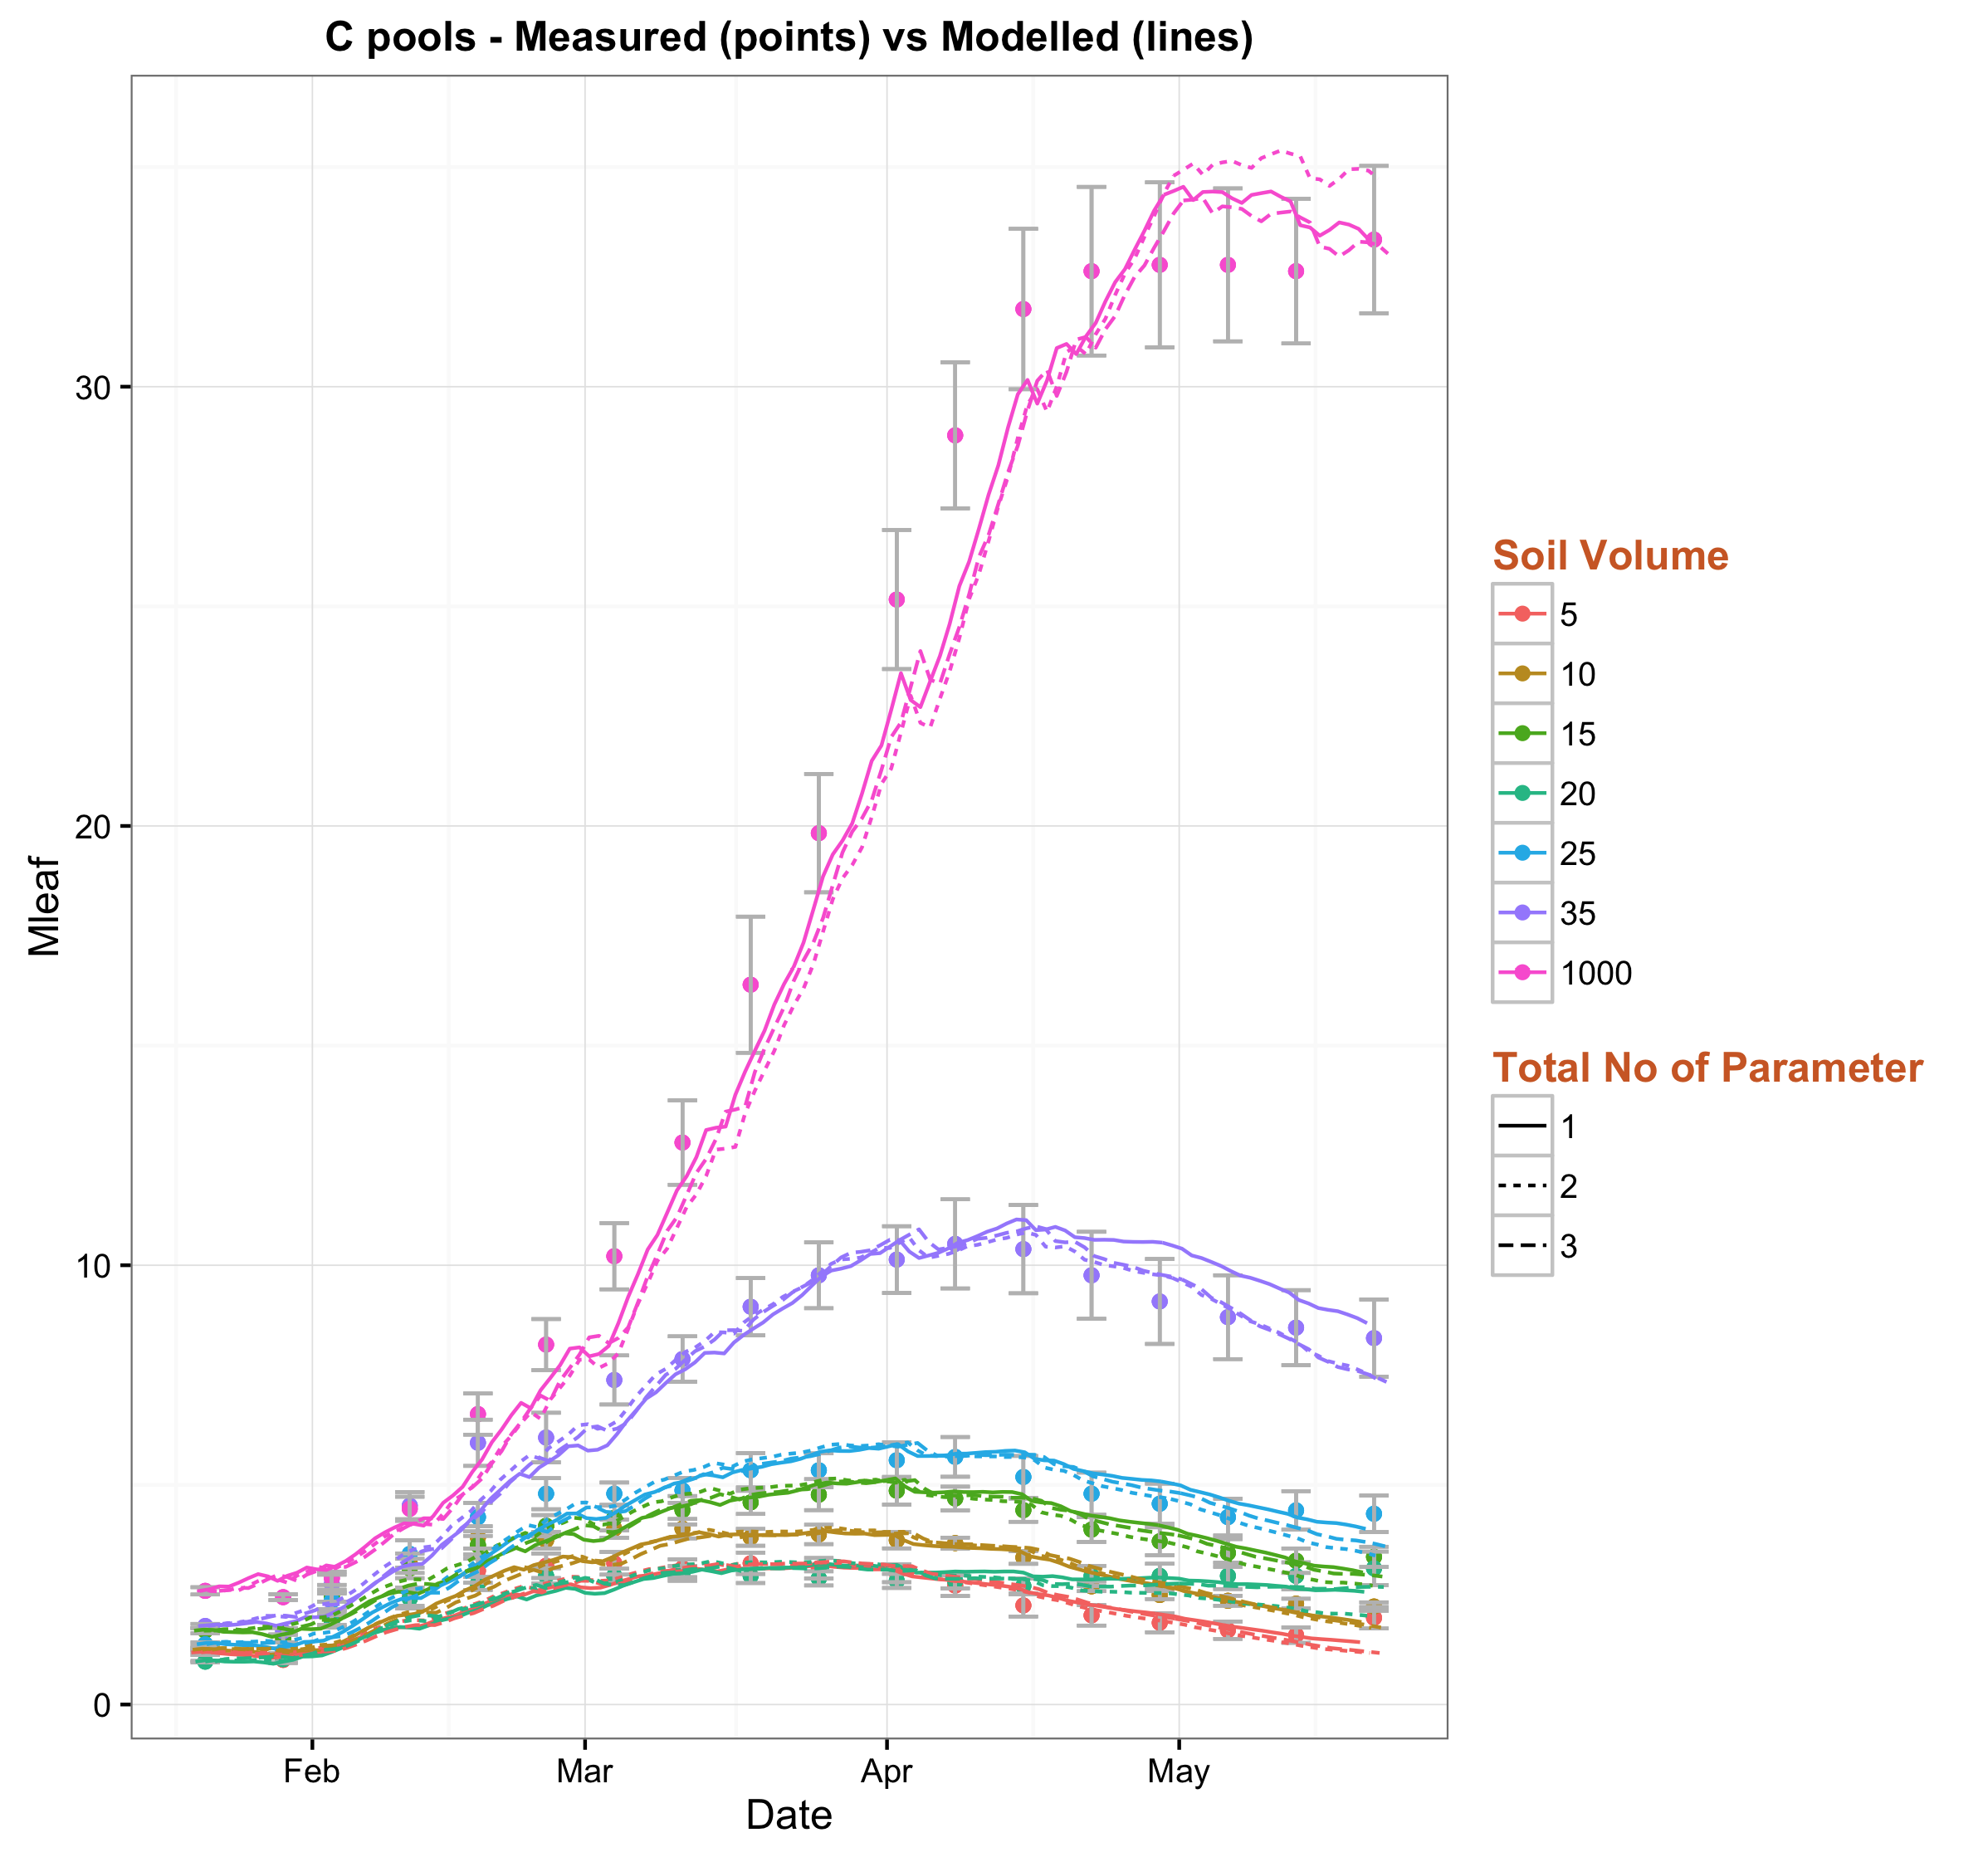 C pools - Measured (points) vs Modelled (lines)
Mleaf
30
20
10
0
Feb Mar Apr May
Date
Soil Volume
5
10
15
20
25
35
1000
Total No of Parameter
1
2
3